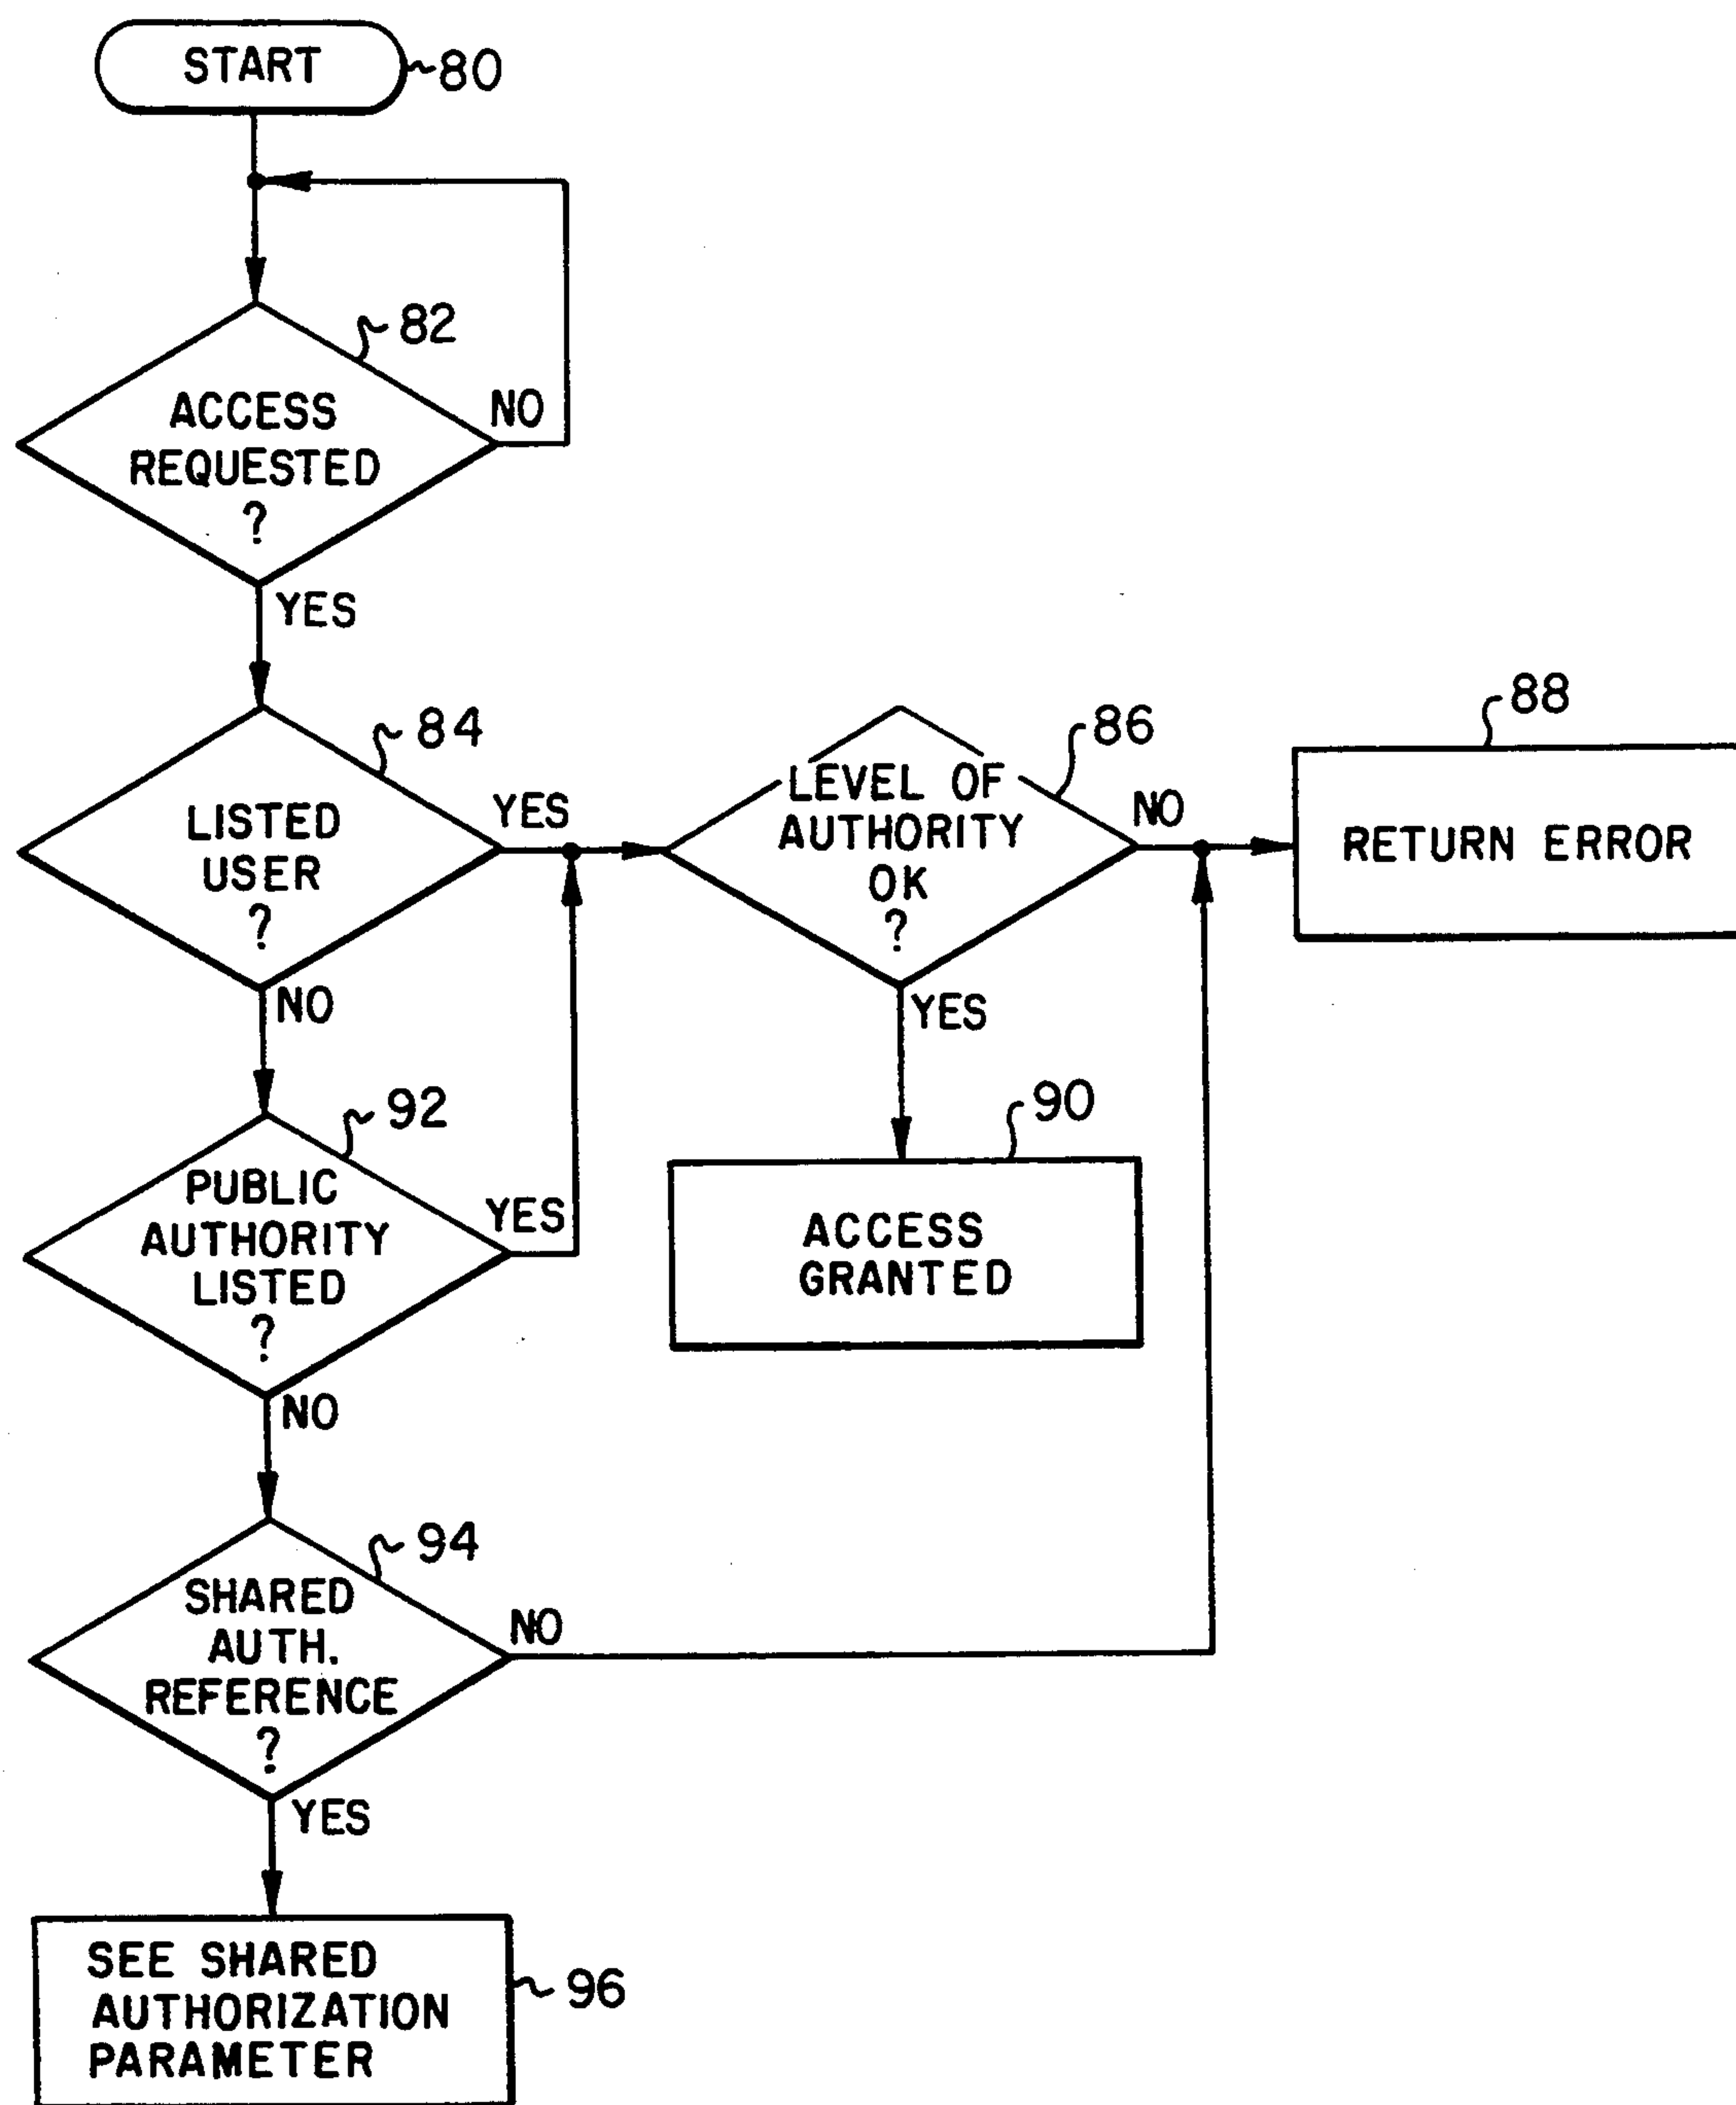 START
80
82
ACCESS
REQUESTED
?
NO
YES
84
LISTED
USER
?
YES
NO
86
LEVEL OF
AUTHORITY
OK
?
NO
YES
88
RETURN ERROR
90
ACCESS
GRANTED
92
PUBLIC
AUTHORITY
LISTED
?
YES
NO
94
SHARED
AUTH.
REFERENCE
?
NO
YES
SEE SHARED
AUTHORIZATION
PARAMETER
96